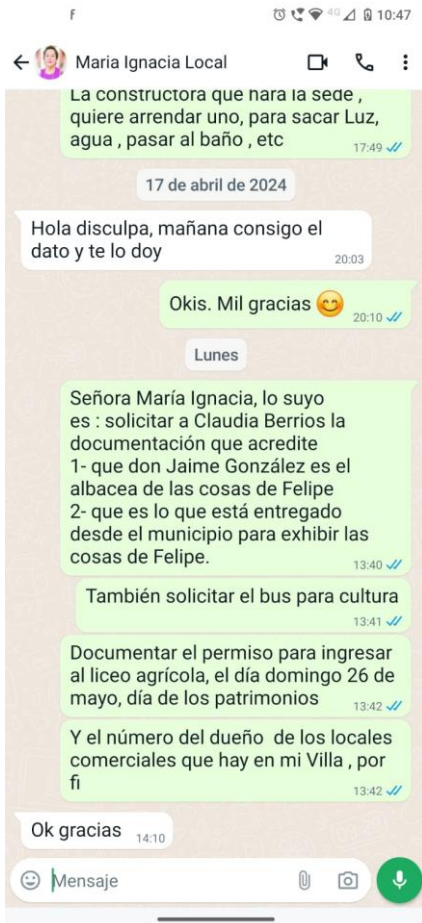 F
4G
10:47
Maria Ignacia Local
La constructora que hará la sede ,
quiere arrendar uno, para sacar Luz,
agua , pasar al baño , etc
17:49
17 de abril de 2024
Hola disculpa, mañana consigo el
dato y te lo doy
20:03
Okis. Mil gracias 😊
20:10
Lunes
Señora María Ignacia, lo suyo
es : solicitar a Claudia Berrios la
documentación que acredite
1- que don Jaime González es el
albacea de las cosas de Felipe
2- que es lo que está entregado
desde el municipio para exhibir las
cosas de Felipe.
13:40
También solicitar el bus para cultura
13:41
Documentar el permiso para ingresar
al liceo agrícola, el día domingo 26 de
mayo, día de los patrimonios
13:42
Y el número del dueño de los locales
comerciales que hay en mi Villa , por
fi
13:42
Ok gracias
14:10
Mensaje